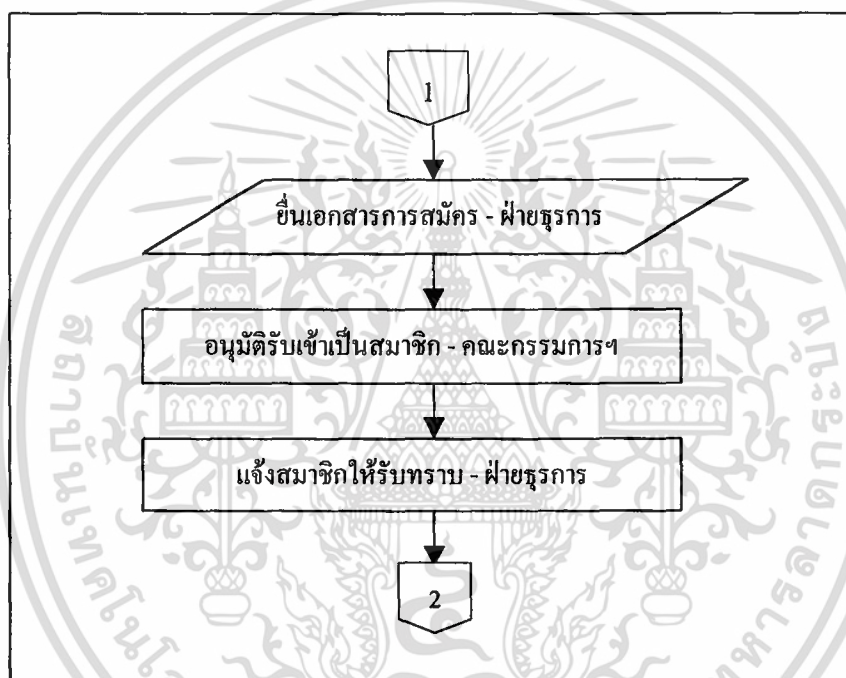 1
ยื่นเอกสารการสมัคร - ฝ่ายธุรการ
อนุมัติรับเข้าเป็นสมาชิก - คณะกรรมการฯ
แจ้งสมาชิกให้รับทราบ - ฝ่ายธุรการ
2